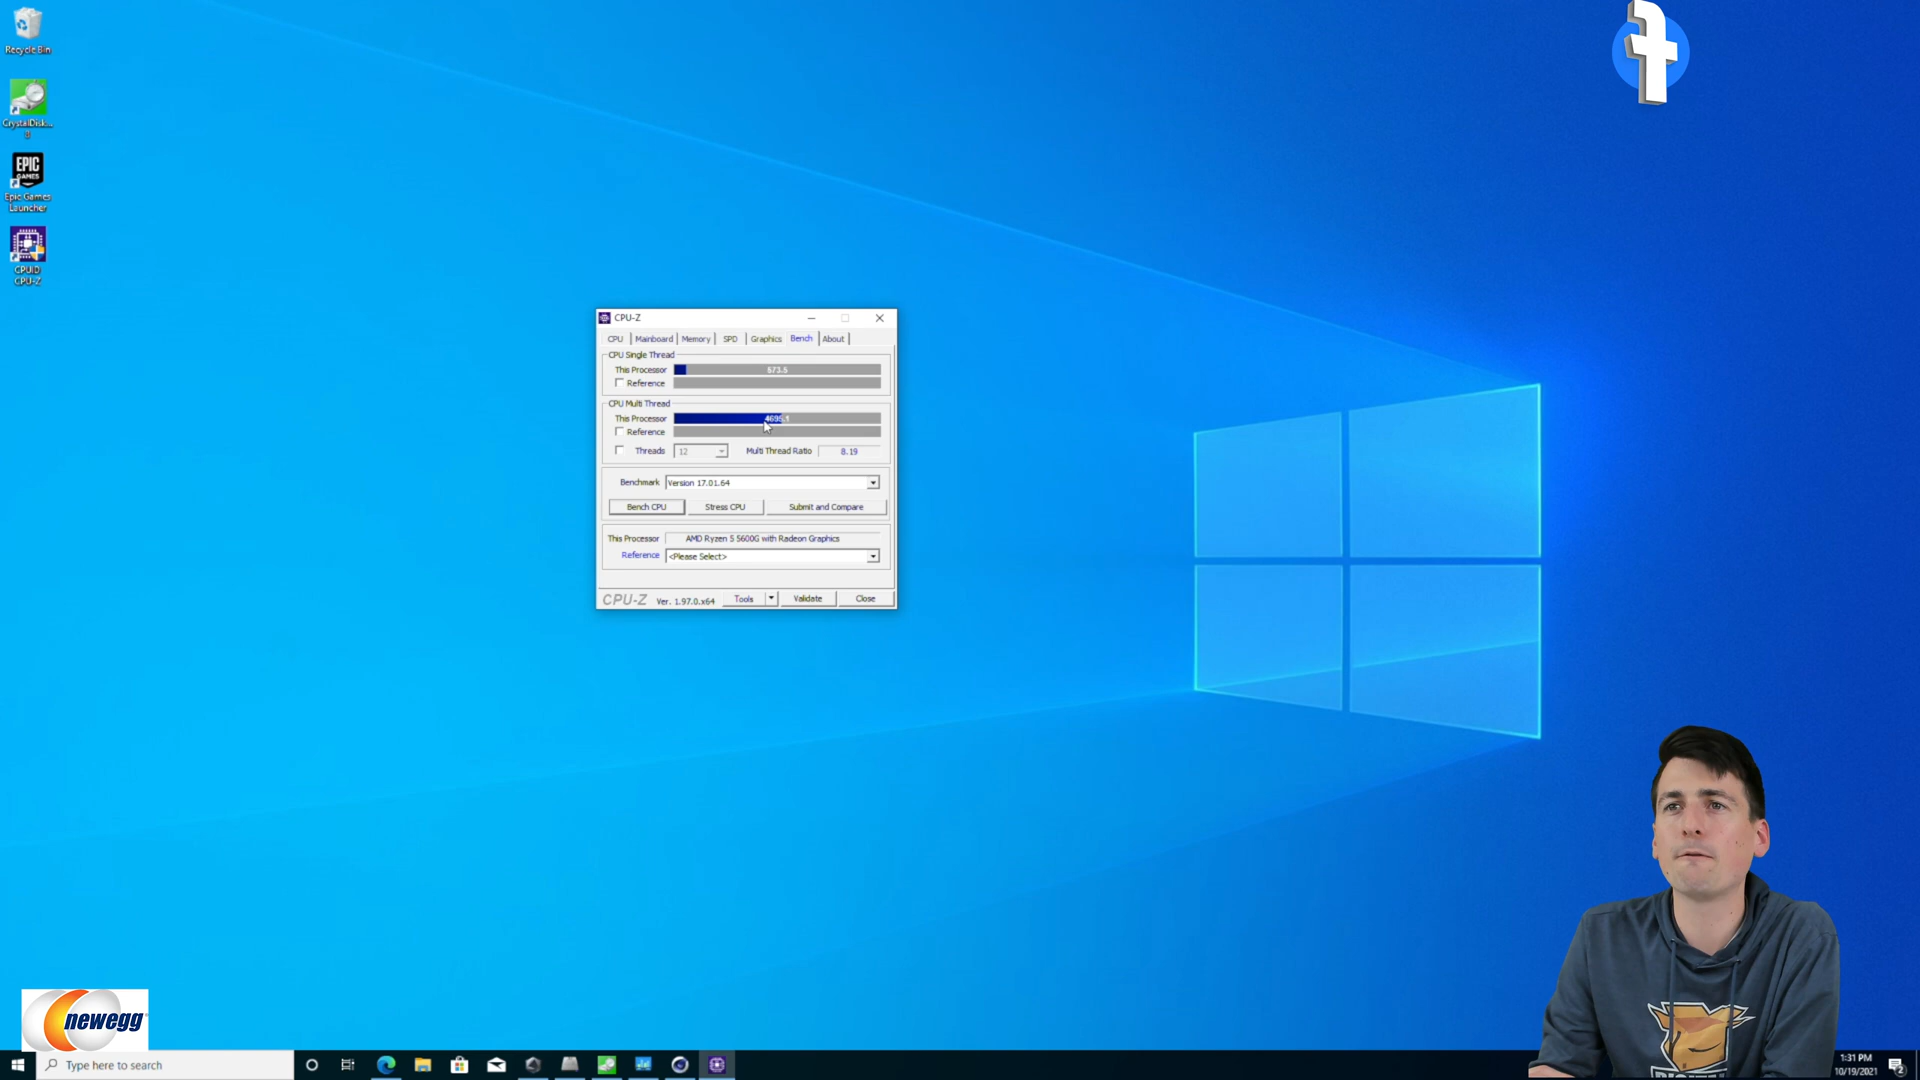 Recycle Bin
CrystalDisk...
8
EPIC
GAMES
Epic Games
Launcher
CPUID
CPU-Z
CPU-Z
CPU Mainboard Memory SPD Graphics Bench About
CPU Single Thread
This Processor 573.5
Reference
CPU Multi Thread
This Processor 4695.1
Reference
Threads 12 Multi Thread Ratio 8.19
Benchmark Version 17.01.64
Bench CPU Stress CPU Submit and Compare
This Processor AMD Ryzen 5 5600G with Radeon Graphics
Reference <Please Select>
CPU-Z Ver. 1.97.0.x64 Tools Validate Close
newegg
Type here to search
1:31 PM
10/19/2021
2